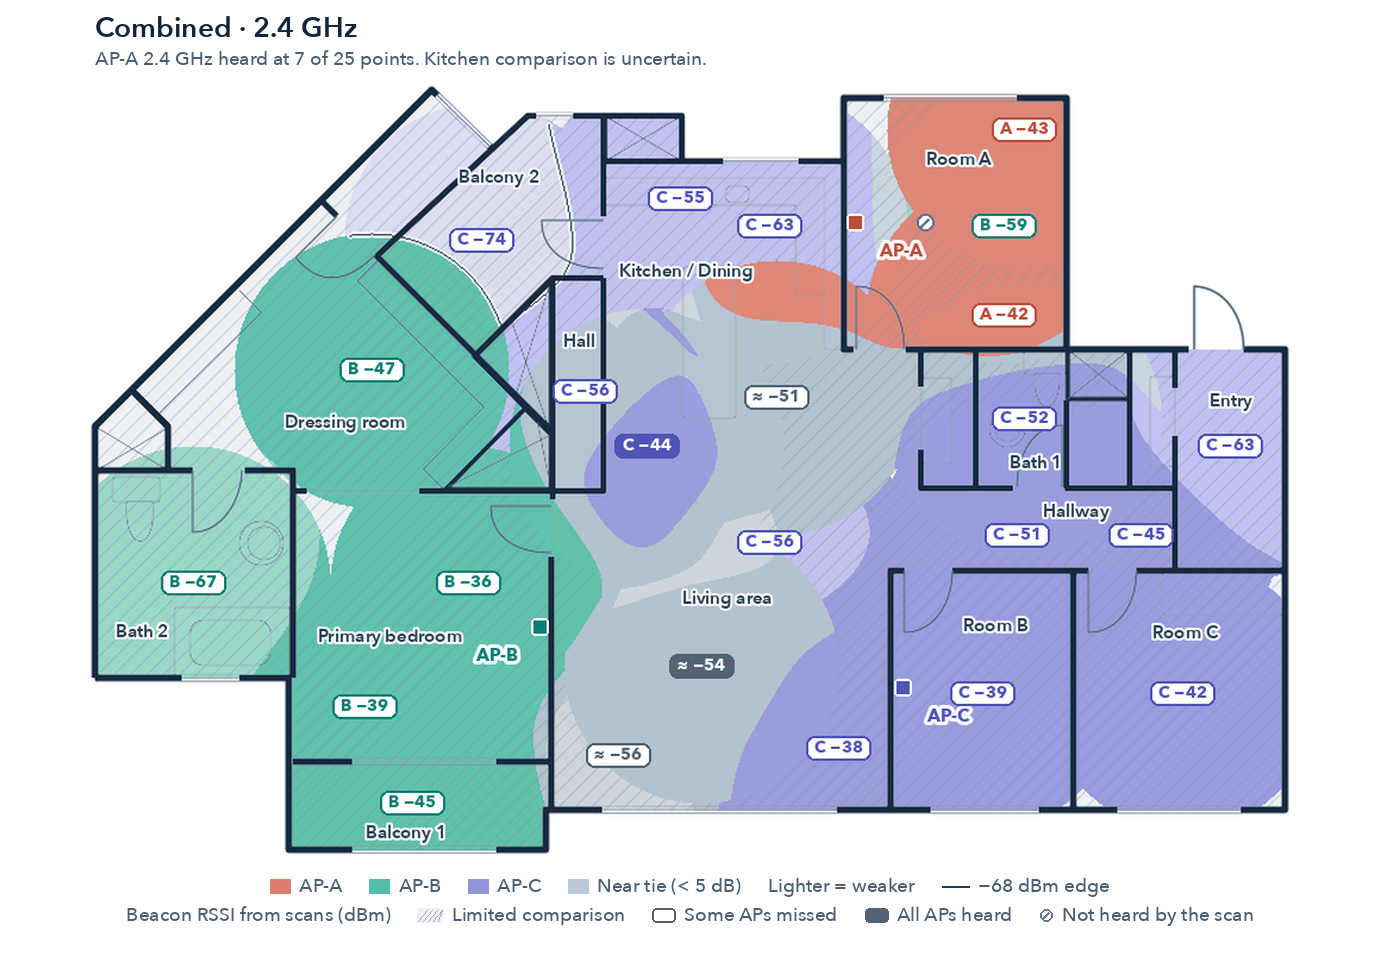 Combined · 2.4 GHz
AP-A 2.4 GHz heard at 7 of 25 points. Kitchen comparison is uncertain.
A −43
Room A
Balcony 2
C −55
C −63
B −59
C −74
AP-A
Kitchen / Dining
A −42
Hall
B −47
C −56
≈ −51
Entry
C −52
Dressing room
C −44
C −63
Bath 1
Hallway
C −51
C −45
C −56
B −67
B −36
Living area
Room B
Bath 2
Primary bedroom
Room C
AP-B
≈ −54
C −39
C −42
B −39
AP-C
C −38
≈ −56
B −45
Balcony 1
AP-A AP-B AP-C Near tie (< 5 dB) Lighter = weaker −68 dBm edge
Beacon RSSI from scans (dBm) Limited comparison Some APs missed All APs heard Not heard by the scan